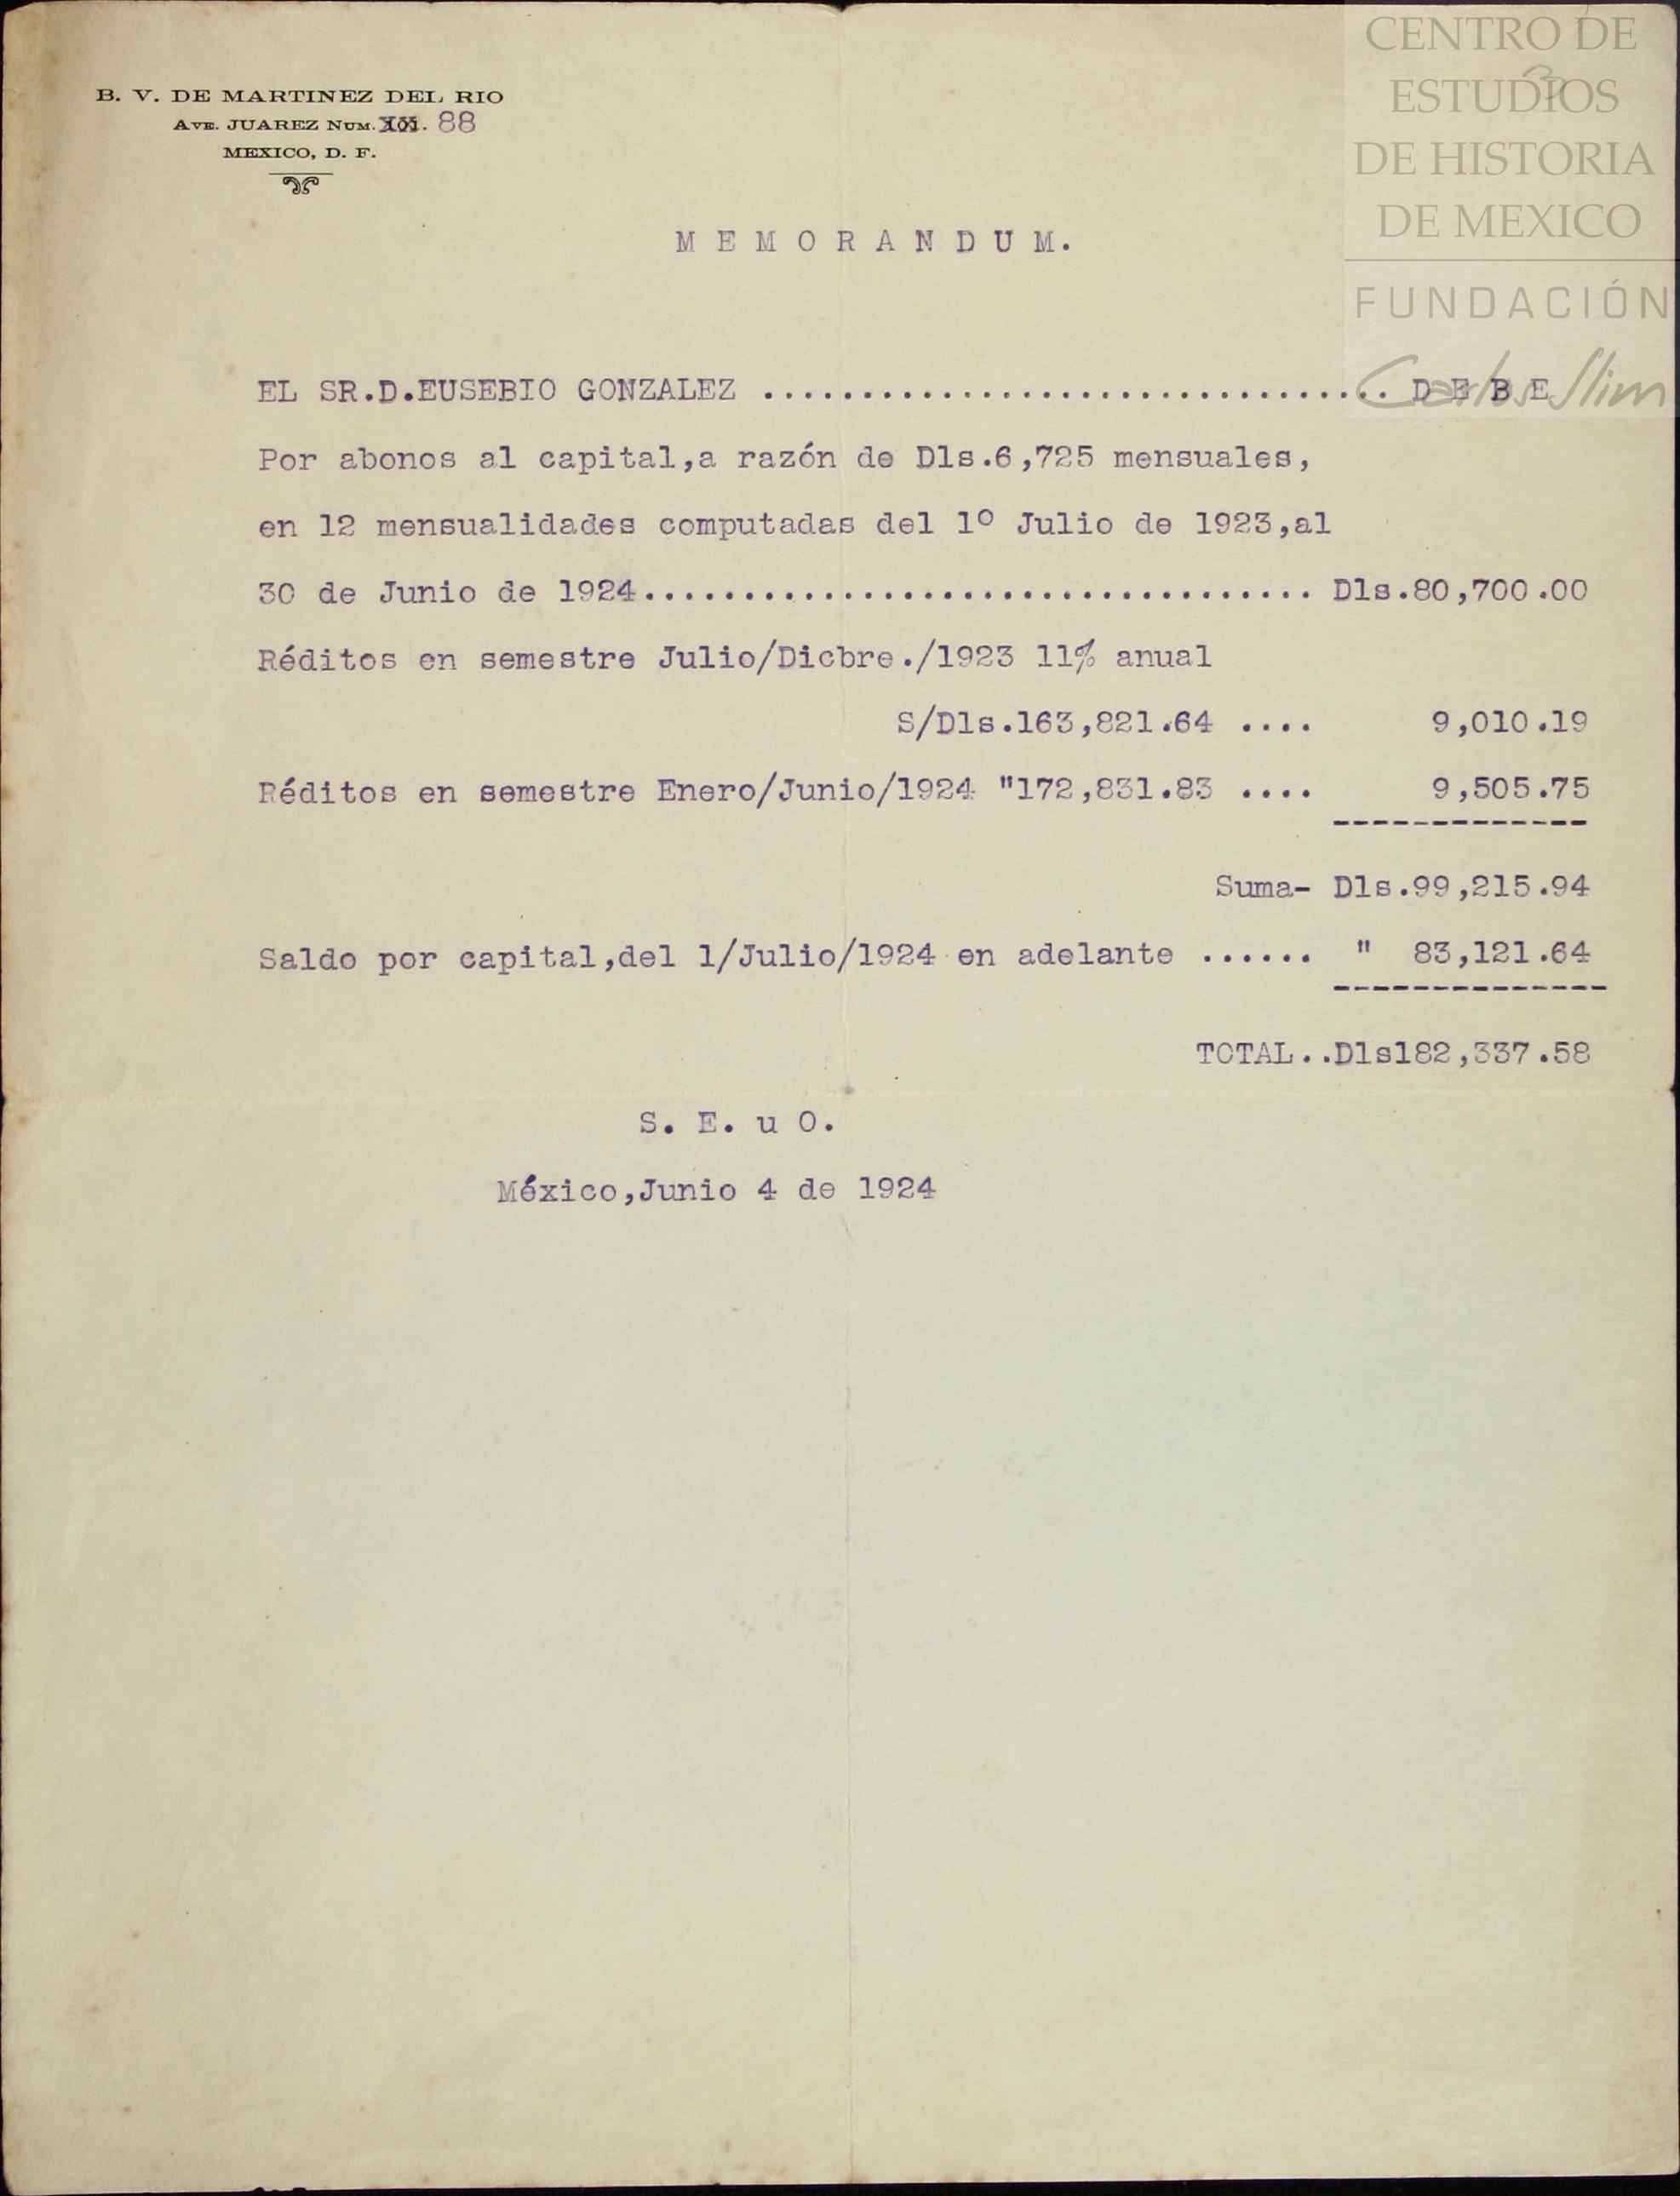 CENTRO DE
ESTUDIOS
DE HISTORIA
DE MEXICO
FUNDACIÓN
Carlos Slim
B. V. DE MARTINEZ DEL RIO
AVE. JUAREZ NUM. 88
MEXICO, D. F.
M E M O R A N D U M.
EL SR.D.EUSEBIO GONZALEZ ................................ D E B E
Por abonos al capital,a razón de Dls.6,725 mensuales,
en 12 mensualidades computadas del 1º Julio de 1923,al
30 de Junio de 1924.................................. Dls.80,700.00
Réditos en semestre Julio/Dicbre./1923 11% anual
S/Dls.163,821.64 .... 9,010.19
Réditos en semestre Enero/Junio/1924 "172,831.83 .... 9,505.75
-------------
Suma- Dls.99,215.94
Saldo por capital,del 1/Julio/1924 en adelante ...... " 83,121.64
--------------
TOTAL..Dls182,337.58
S. E. u O.
México,Junio 4 de 1924